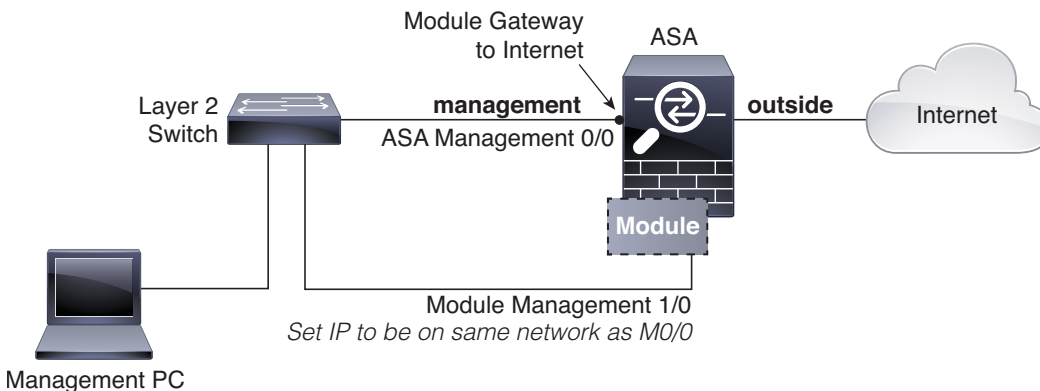 Module Gateway
to Internet
ASA
Layer 2
Switch
management
ASA Management 0/0
outside
Internet
Module
Module Management 1/0
Set IP to be on same network as M0/0
Management PC